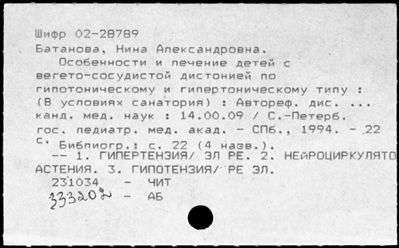 Шифр 02-28789
Батанова, Нина Александровна.
Особенности и лечение детей с
вегето-сосудистой дистонией по
гипотоническому и гипертоническому типу :
(В условиях санатория) : Автореф. дис. ...
канд. мед. наук : 14.00.09 / С.-Петерб.
гос. педиатр. мед. акад. - СПб., 1994. - 22
с.
Библиогр.: с. 22 (4 назв.).
-- 1. ГИПЕРТЕНЗИЯ/ ЭЛ РЕ. 2. НЕЙРОЦИРКУЛЯТО
АСТЕНИЯ. 3. ГИПОТЕНЗИЯ/ РЕ ЭЛ.
231034 - ЧИТ
333202 - АБ